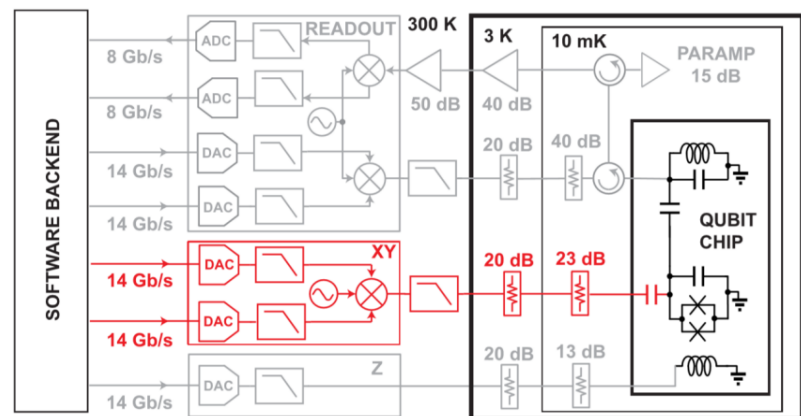 SOFTWARE BACKEND
8 Gb/s
8 Gb/s
14 Gb/s
14 Gb/s
14 Gb/s
14 Gb/s
14 Gb/s
READOUT
ADC
ADC
DAC
DAC
XY
DAC
DAC
Z
DAC
300 K
50 dB
3 K
40 dB
20 dB
20 dB
20 dB
10 mK
PARAMP
15 dB
40 dB
23 dB
13 dB
QUBIT
CHIP